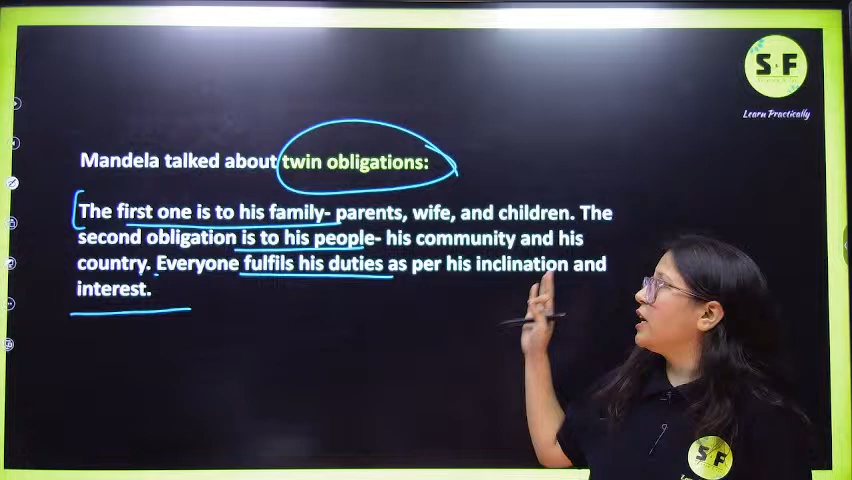 S F
Learn Practically
Mandela talked about twin obligations:
The first one is to his family- parents, wife, and children. The
second obligation is to his people- his community and his
country. Everyone fulfils his duties as per his inclination and
interest.
S F